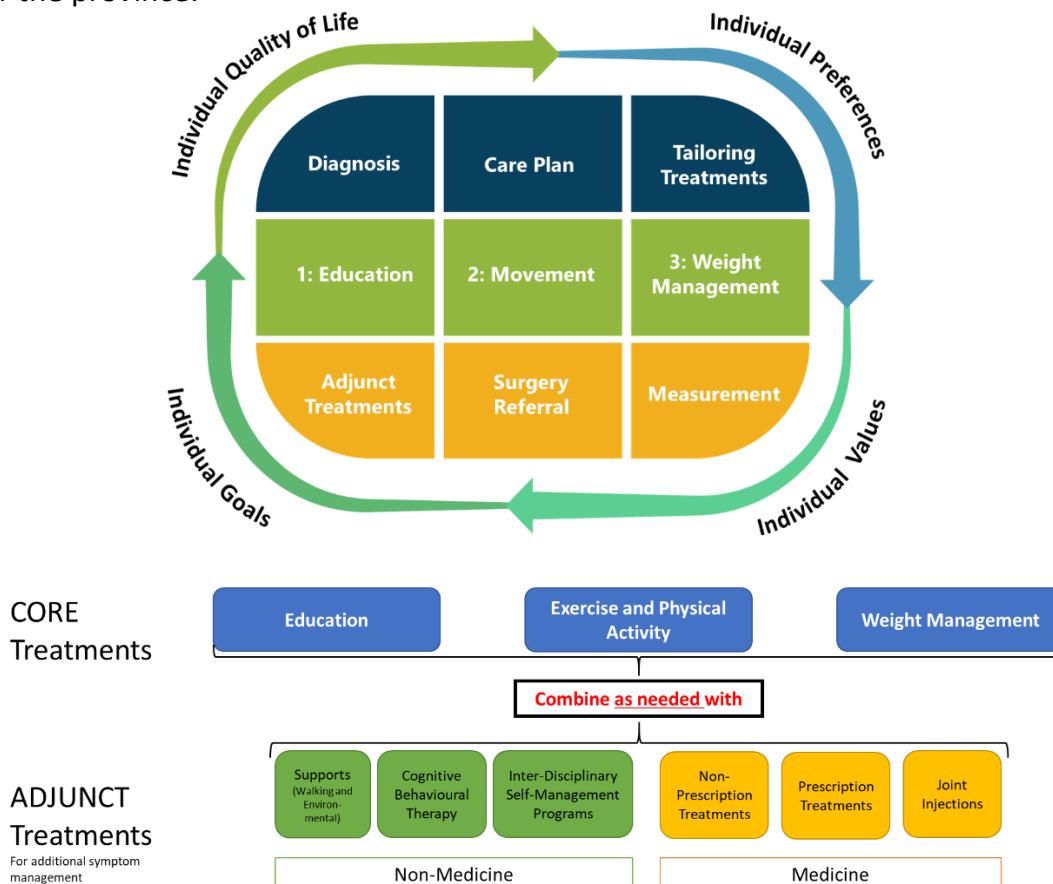 the province.
Individual Quality of Life
Individual Preferences
Diagnosis
Care Plan
Tailoring
Treatments
1: Education
2: Movement
3: Weight
Management
Adjunct
Treatments
Surgery
Referral
Measurement
Individual Goals
Individual Values
CORE
Treatments
Education
Exercise and Physical
Activity
Weight Management
Combine as needed with
ADJUNCT
Treatments
For additional symptom
management
Supports
(Walking and
Environ-
mental)
Cognitive
Behavioural
Therapy
Inter-Disciplinary
Self-Management
Programs
Non-
Prescription
Treatments
Prescription
Treatments
Joint
Injections
Non-Medicine
Medicine